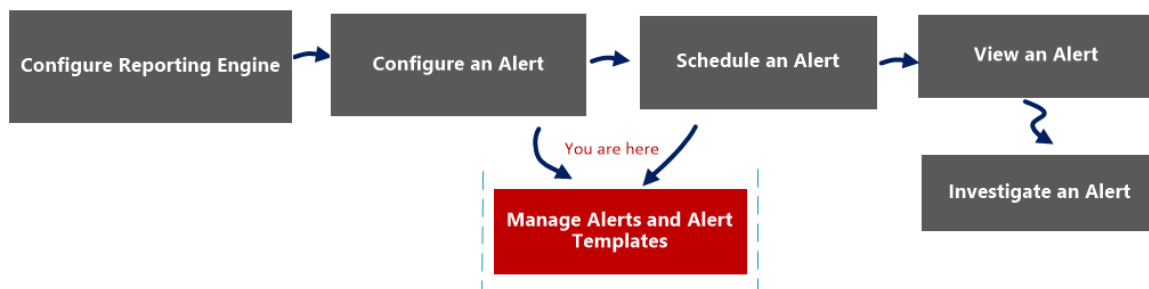 Configure Reporting Engine
Configure an Alert
Schedule an Alert
View an Alert
You are here
Manage Alerts and Alert
Templates
Investigate an Alert